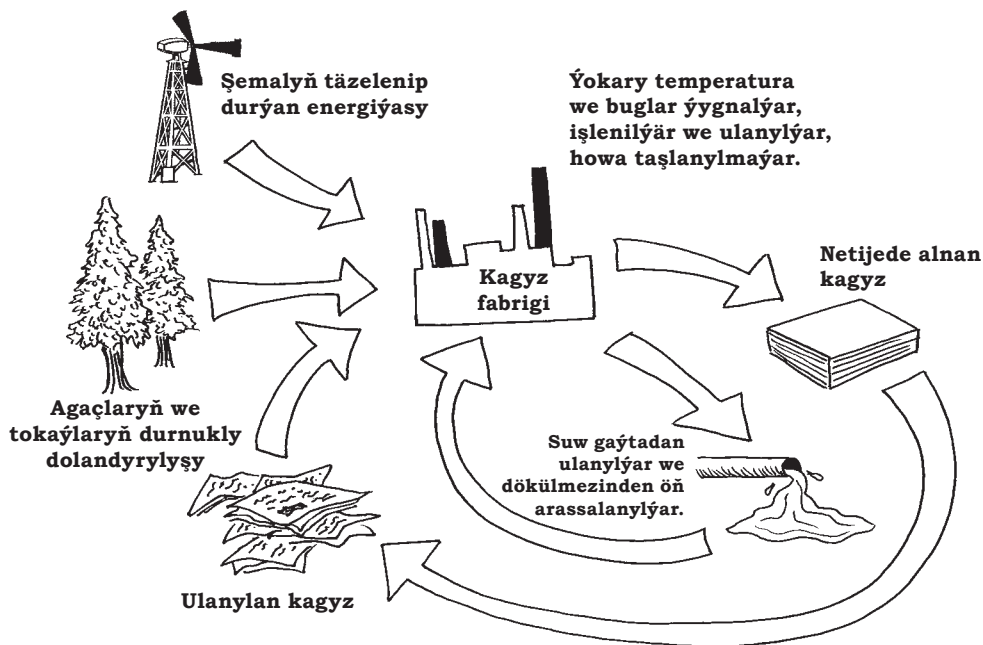 Şemalyň täzelenip
durýan energiýasy
Ýokary temperatura
we buglar ýygnalýar,
işlenilýär we ulanylýar,
howa taşlanylmaýar.
Kagyz
fabrigi
Netijede alnan
kagyz
Agaçlaryň we
tokaýlaryň durnukly
dolandyrylyşy
Suw gaýtadan
ulanylýar we
dökülmezinden öň
arassalanylýar.
Ulanylan kagyz